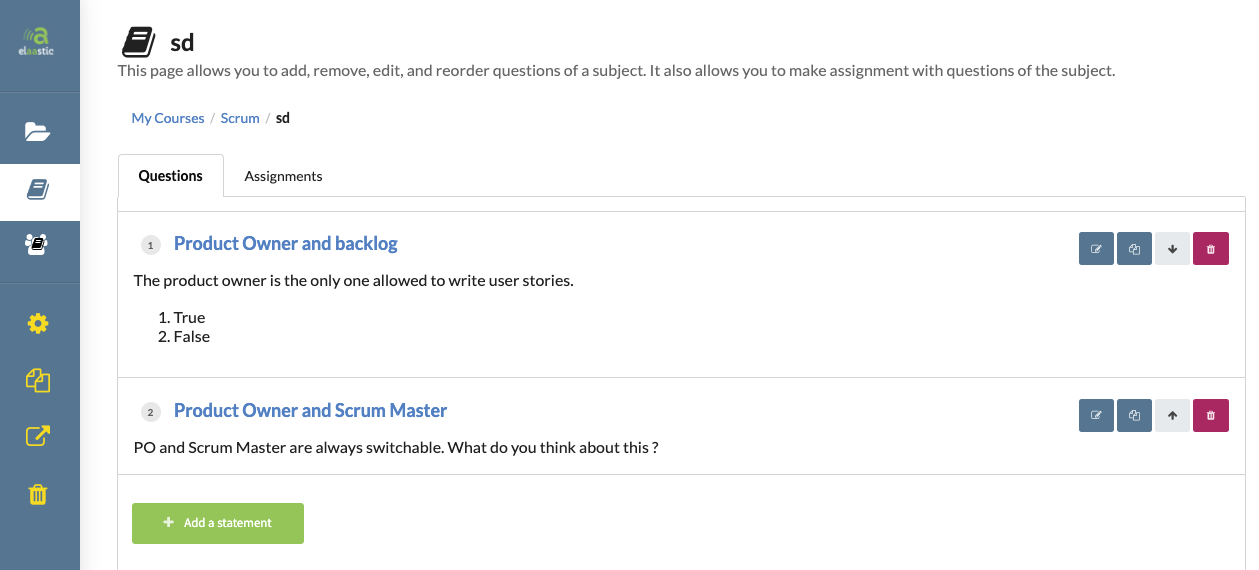 elaastic
sd
This page allows you to add, remove, edit, and reorder questions of a subject. It also allows you to make assignment with questions of the subject.
My Courses / Scrum / sd
Questions Assignments
1 Product Owner and backlog
The product owner is the only one allowed to write user stories.
1. True
2. False
2 Product Owner and Scrum Master
PO and Scrum Master are always switchable. What do you think about this ?
Add a statement